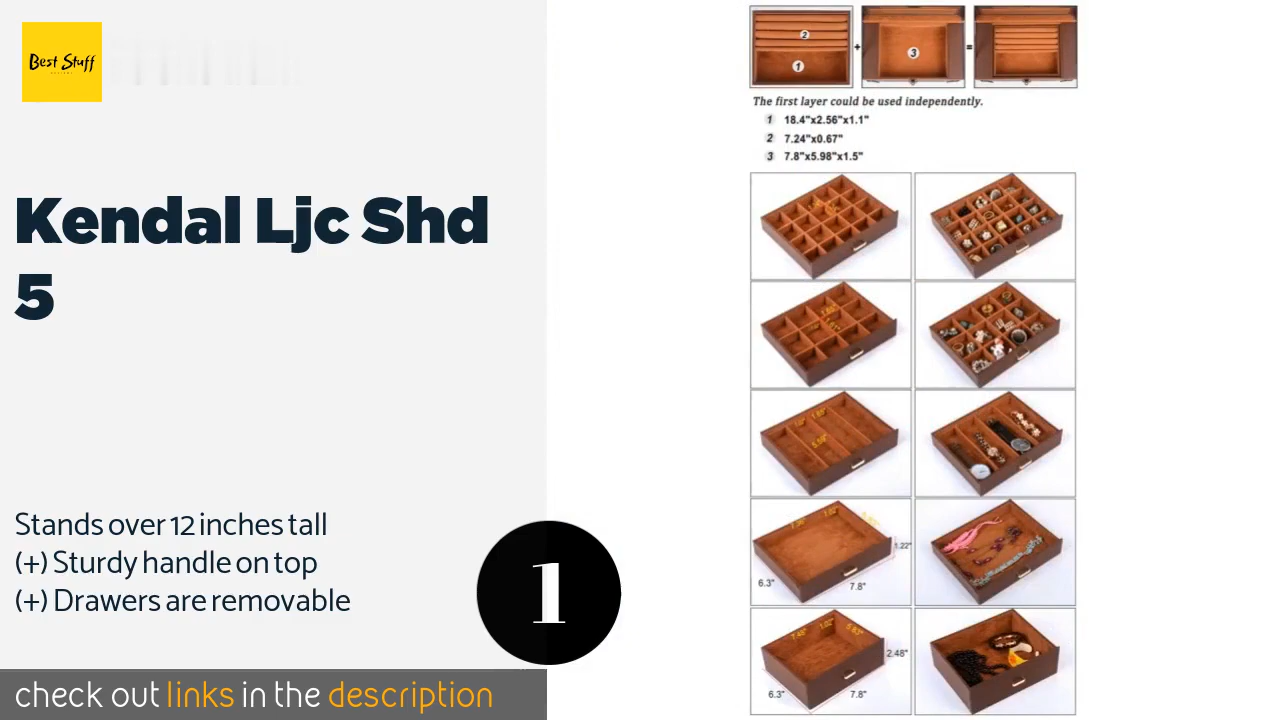 Best Stuff
Kendal Ljc Shd
5
Stands over 12 inches tall
(+) Sturdy handle on top
(+) Drawers are removable
1
check out links in the description
2
1
+
3
=
The first layer could be used independently.
1 18.4"x2.56"x1.1"
2 7.24"x0.67"
3 7.8"x5.98"x1.5"
1.22"
6.3"
7.8"
2.48"
6.3"
7.8"